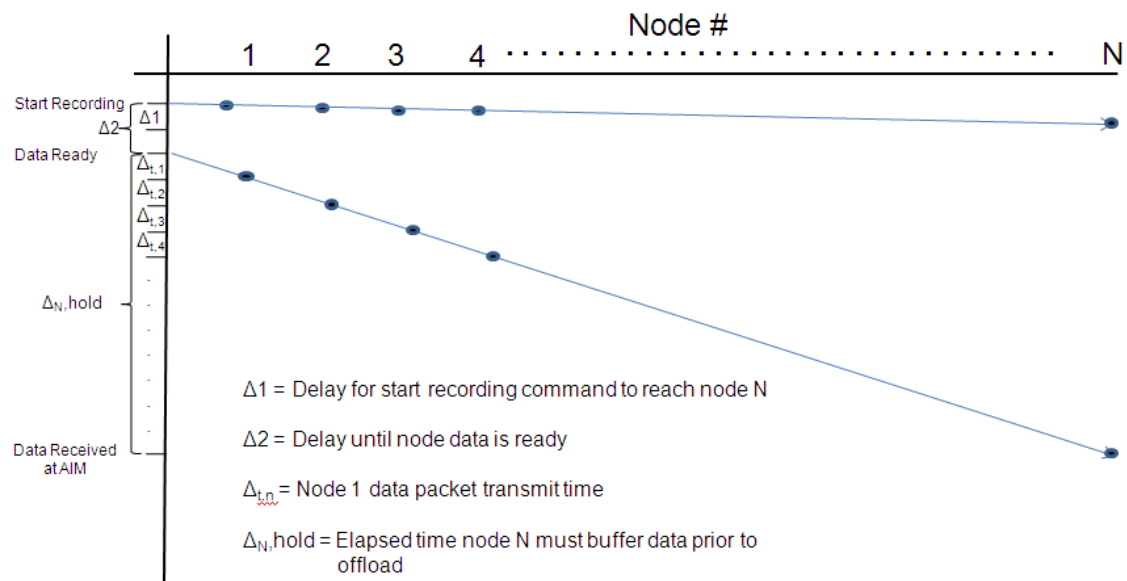 Node #
1 2 3 4 N
Start Recording
Δ1
Δ2
Data Ready
Δt,1
Δt,2
Δt,3
Δt,4
ΔN,hold
Data Received
at AIM
Δ1 = Delay for start recording command to reach node N
Δ2 = Delay until node data is ready
Δt,n = Node 1 data packet transmit time
ΔN,hold = Elapsed time node N must buffer data prior to
offload